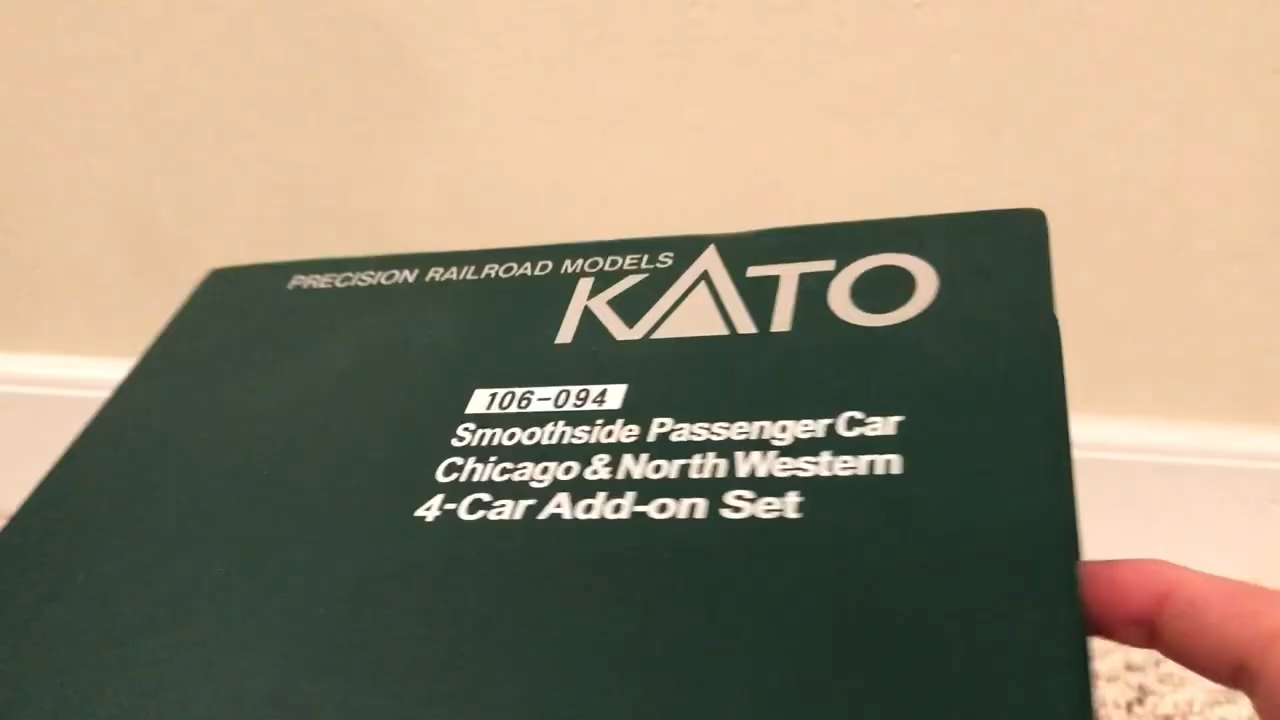 PRECISION RAILROAD MODELS
KATO
106-094
Smoothside Passenger Car
Chicago & North Western
4-Car Add-on Set